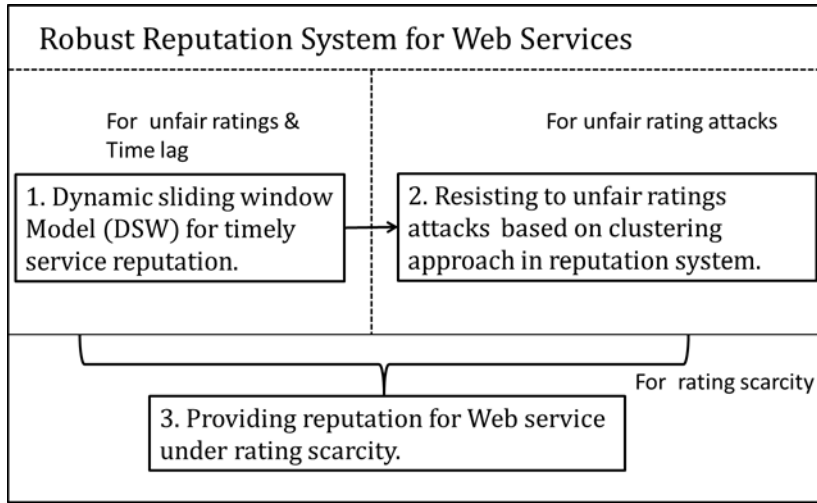 Robust Reputation System for Web Services
For unfair ratings &
Time lag
For unfair rating attacks
1. Dynamic sliding window
Model (DSW) for timely
service reputation.
2. Resisting to unfair ratings
attacks based on clustering
approach in reputation system.
For rating scarcity
3. Providing reputation for Web service
under rating scarcity.